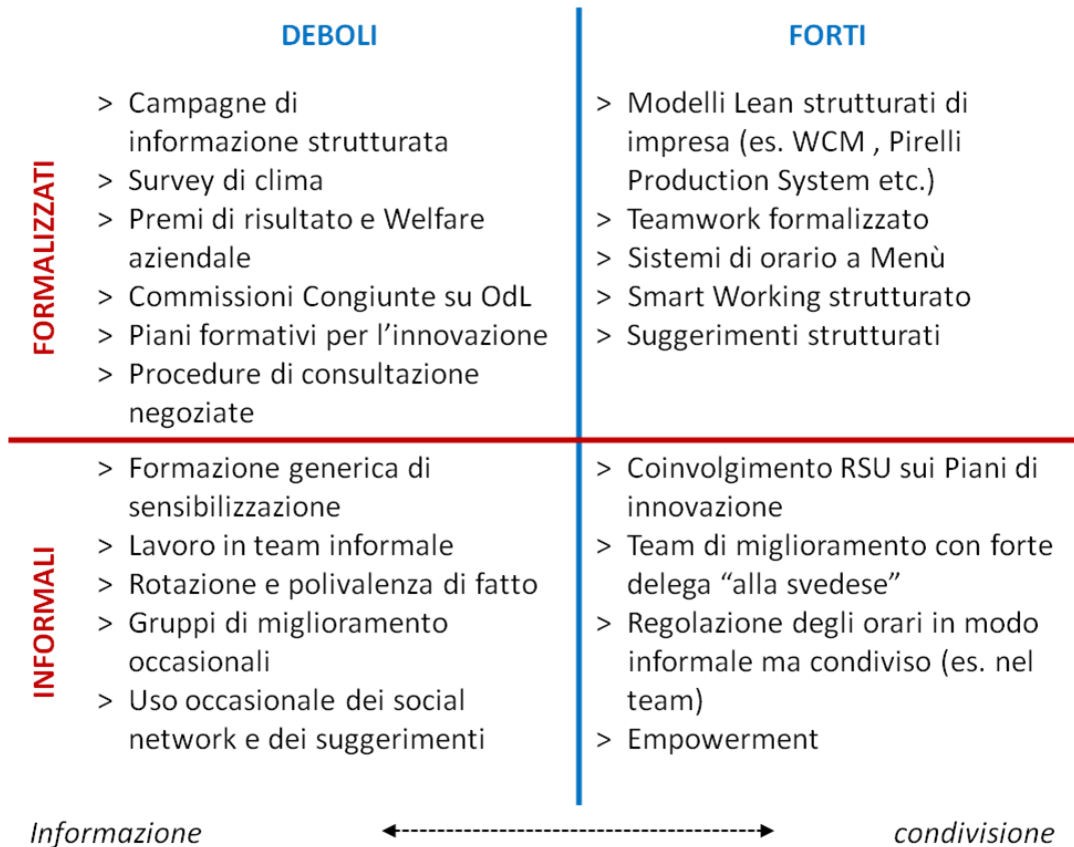 DEBOLI
FORTI
FORMALIZZATI
> Campagne di
informazione strutturata
> Survey di clima
> Premi di risultato e Welfare
aziendale
> Commissioni Congiunte su OdL
> Piani formativi per l'innovazione
> Procedure di consultazione
negoziate
> Modelli Lean strutturati di
impresa (es. WCM , Pirelli
Production System etc.)
> Teamwork formalizzato
> Sistemi di orario a Menù
> Smart Working strutturato
> Suggerimenti strutturati
INFORMALI
> Formazione generica di
sensibilizzazione
> Lavoro in team informale
> Rotazione e polivalenza di fatto
> Gruppi di miglioramento
occasionali
> Uso occasionale dei social
network e dei suggerimenti
> Coinvolgimento RSU sui Piani di
innovazione
> Team di miglioramento con forte
delega “alla svedese”
> Regolazione degli orari in modo
informale ma condiviso (es. nel
team)
> Empowerment
Informazione
condivisione